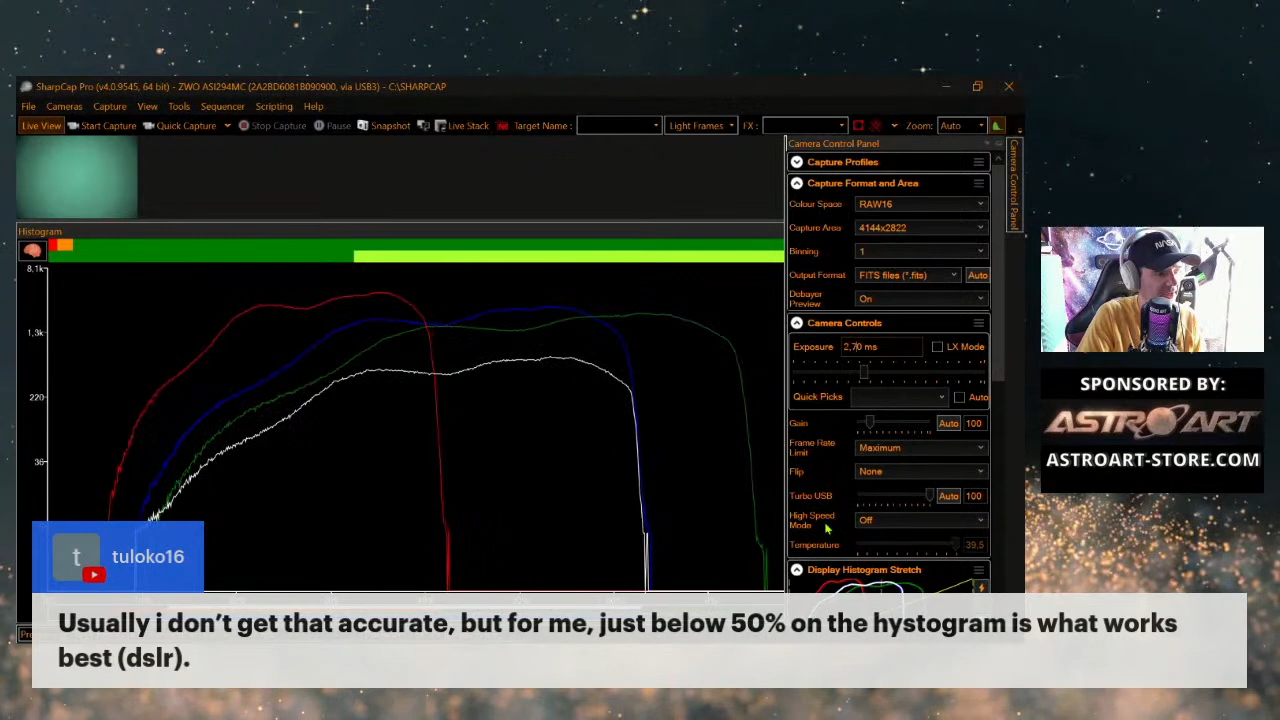 SharpCap Pro (v4.0.9545, 64 bit) - ZWO ASI294MC (2A2BD6081B090900, via USB3) - C:\SHARPCAP
File Cameras Capture View Tools Sequencer Scripting Help
Live View Start Capture Quick Capture Stop Capture Pause Snapshot Live Stack Target Name : Light Frames FX : Zoom: Auto
Camera Control Panel
Camera Control Panel
Capture Profiles
Capture Format and Area
Colour Space RAW16
Capture Area 4144x2822
Binning 1
Output Format FITS files (*.fits) Auto
Debayer
Preview On
Camera Controls
Exposure 2,70 ms LX Mode
Quick Picks Auto
Gain Auto 100
Frame Rate
Limit Maximum
Flip None
Turbo USB Auto 100
High Speed
Mode Off
Temperature 39,5
Display Histogram Stretch
Histogram
8.1k
1,3k
220
36
NASA
SPONSORED BY:
ASTROART
ASTROART-STORE.COM
t tuloko16
Usually i don't get that accurate, but for me, just below 50% on the hystogram is what works
best (dslr).